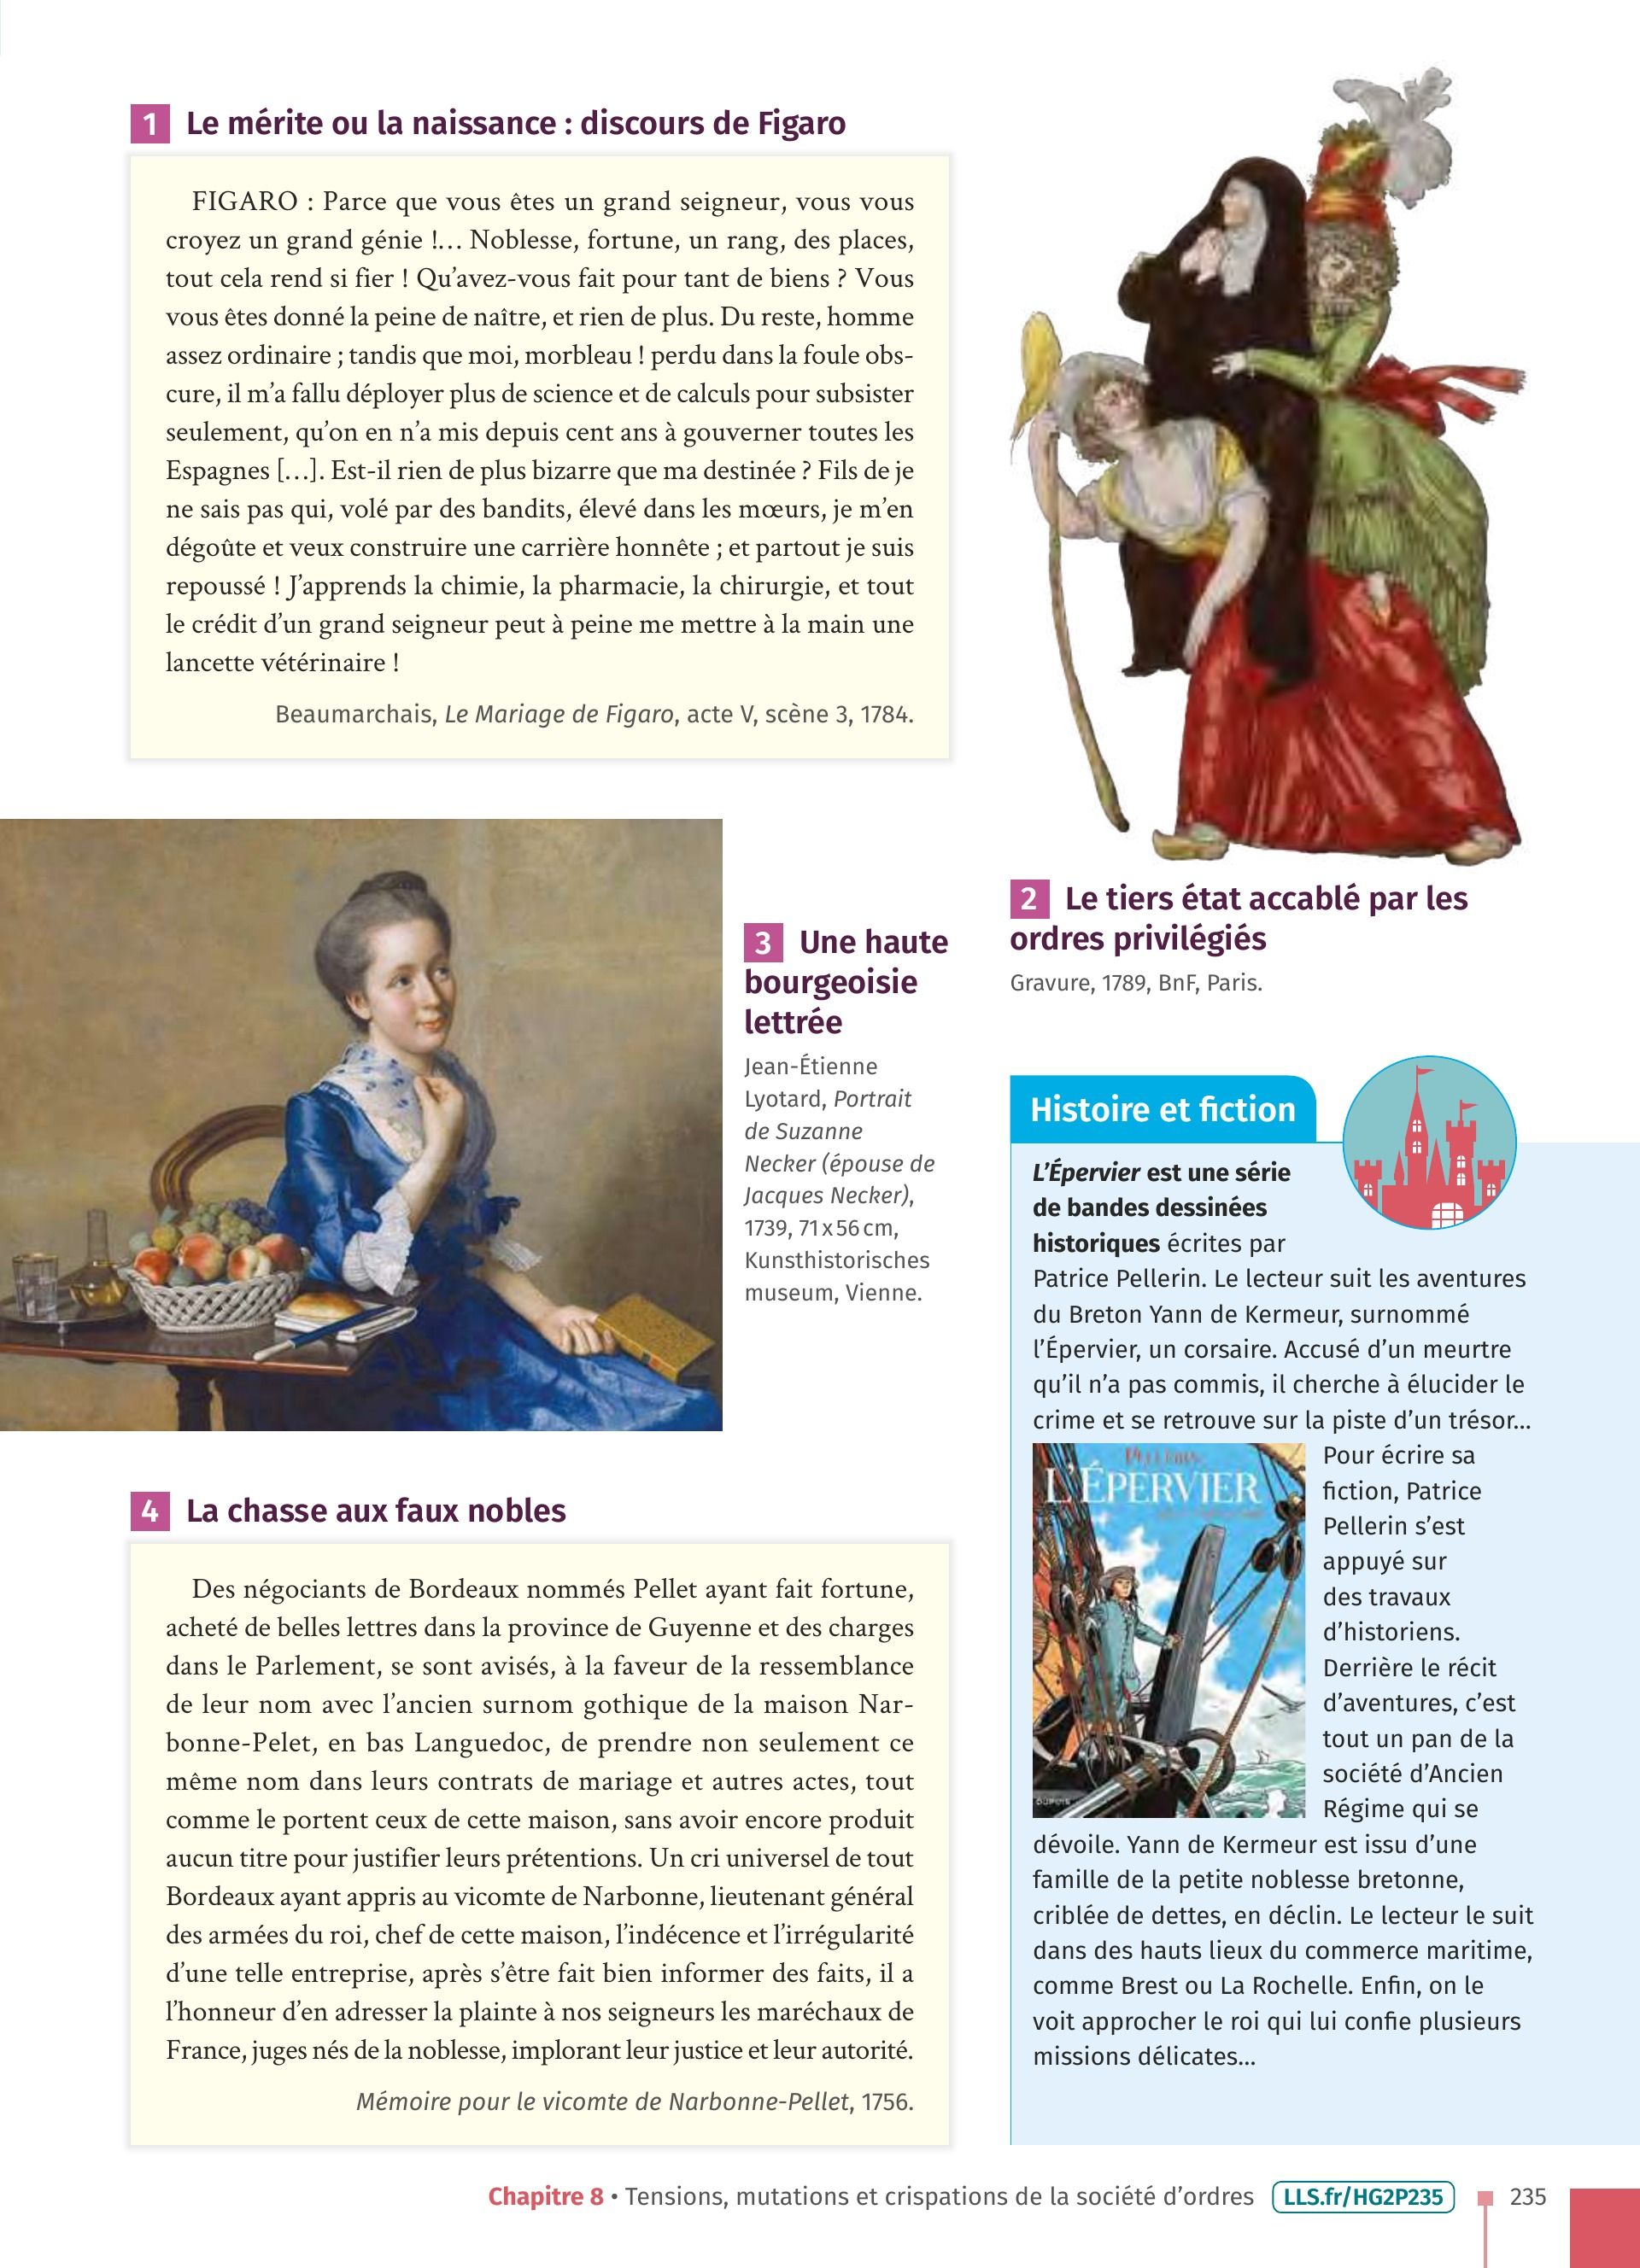 1 Le mérite ou la naissance : discours de Figaro
FIGARO : Parce que vous êtes un grand seigneur, vous vous
croyez un grand génie !… Noblesse, fortune, un rang, des places,
tout cela rend si fier ! Qu’avez-vous fait pour tant de biens ? Vous
vous êtes donné la peine de naître, et rien de plus. Du reste, homme
assez ordinaire ; tandis que moi, morbleau ! perdu dans la foule obs-
cure, il m’a fallu déployer plus de science et de calculs pour subsister
seulement, qu’on en n’a mis depuis cent ans à gouverner toutes les
Espagnes […]. Est-il rien de plus bizarre que ma destinée ? Fils de je
ne sais pas qui, volé par des bandits, élevé dans les mœurs, je m’en
dégoûte et veux construire une carrière honnête ; et partout je suis
repoussé ! J’apprends la chimie, la pharmacie, la chirurgie, et tout
le crédit d’un grand seigneur peut à peine me mettre à la main une
lancette vétérinaire !
Beaumarchais, Le Mariage de Figaro, acte V, scène 3, 1784.
2 Le tiers état accablé par les
ordres privilégiés
Gravure, 1789, BnF, Paris.
3 Une haute
bourgeoisie
lettrée
Jean-Étienne
Lyotard, Portrait
de Suzanne
Necker (épouse de
Jacques Necker),
1739, 71 x 56 cm,
Kunsthistorisches
museum, Vienne.
4 La chasse aux faux nobles
Des négociants de Bordeaux nommés Pellet ayant fait fortune,
acheté de belles lettres dans la province de Guyenne et des charges
dans le Parlement, se sont avisés, à la faveur de la ressemblance
de leur nom avec l’ancien surnom gothique de la maison Nar-
bonne-Pelet, en bas Languedoc, de prendre non seulement ce
même nom dans leurs contrats de mariage et autres actes, tout
comme le portent ceux de cette maison, sans avoir encore produit
aucun titre pour justifier leurs prétentions. Un cri universel de tout
Bordeaux ayant appris au vicomte de Narbonne, lieutenant général
des armées du roi, chef de cette maison, l’indécence et l’irrégularité
d’une telle entreprise, après s’être fait bien informer des faits, il a
l’honneur d’en adresser la plainte à nos seigneurs les maréchaux de
France, juges nés de la noblesse, implorant leur justice et leur autorité.
Mémoire pour le vicomte de Narbonne-Pellet, 1756.
Histoire et fiction
L’Épervier est une série
de bandes dessinées
historiques écrites par
Patrice Pellerin. Le lecteur suit les aventures
du Breton Yann de Kermeur, surnommé
l’Épervier, un corsaire. Accusé d’un meurtre
qu’il n’a pas commis, il cherche à élucider le
crime et se retrouve sur la piste d’un trésor…
L’ÉPERVIER
DUPUIS
Pour écrire sa
fiction, Patrice
Pellerin s’est
appuyé sur
des travaux
d’historiens.
Derrière le récit
d’aventures, c’est
tout un pan de la
société d’Ancien
Régime qui se
dévoile. Yann de Kermeur est issu d’une
famille de la petite noblesse bretonne,
criblée de dettes, en déclin. Le lecteur le suit
dans des hauts lieux du commerce maritime,
comme Brest ou La Rochelle. Enfin, on le
voit approcher le roi qui lui confie plusieurs
missions délicates…
Chapitre 8 • Tensions, mutations et crispations de la société d’ordres LLS.fr/HG2P235 235